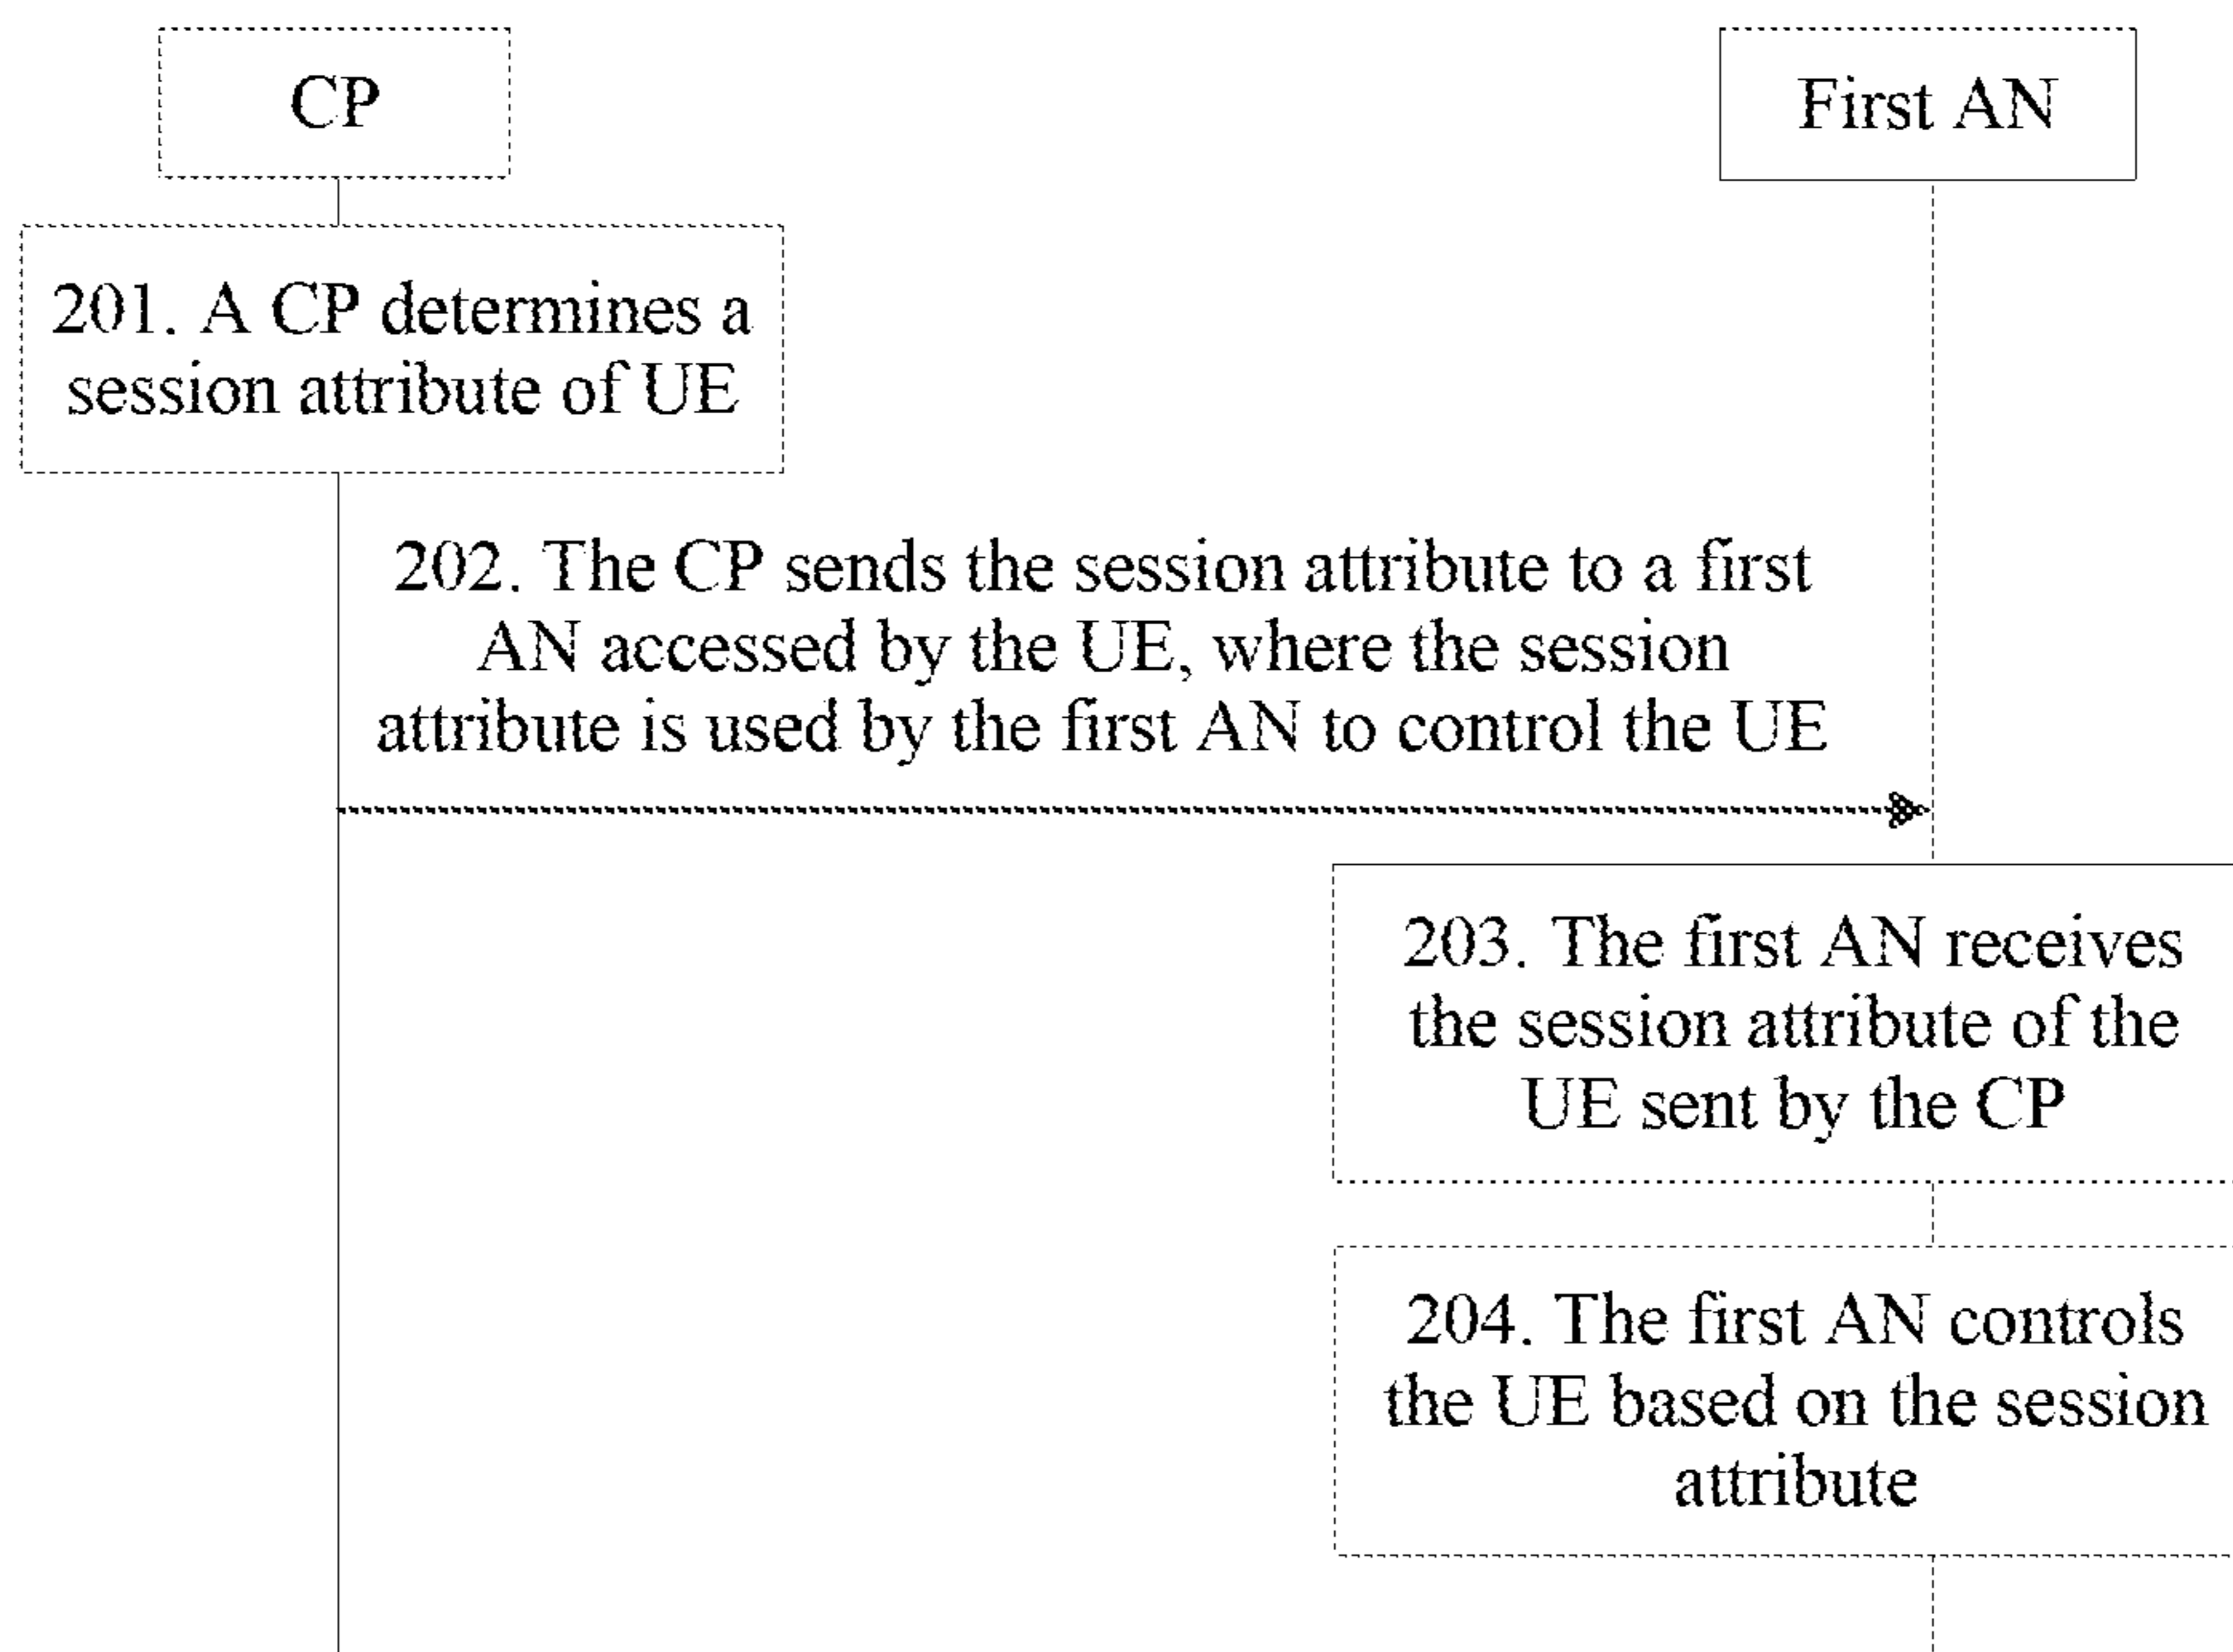 CP
First AN
201. A CP determines a
session attribute of UE
202. The CP sends the session attribute to a first
AN accessed by the UE, where the session
attribute is used by the first AN to control the UE
203. The first AN receives
the session attribute of the
UE sent by the CP
204. The first AN controls
the UE based on the session
attribute